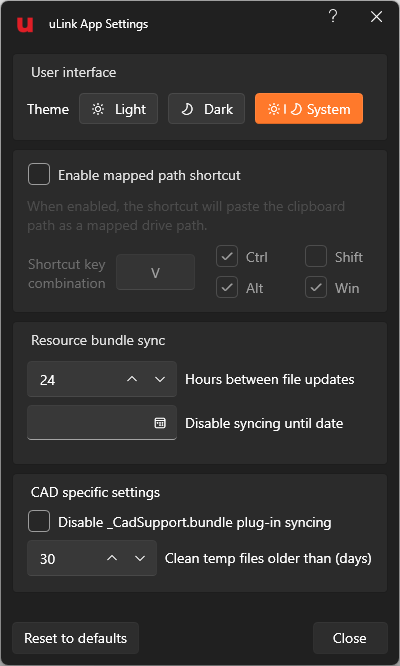 u uLink App Settings ?
User interface
Theme Light Dark System
Enable mapped path shortcut
When enabled, the shortcut will paste the clipboard
path as a mapped drive path.
Shortcut key
combination
V
Ctrl Shift
Alt Win
Resource bundle sync
24 Hours between file updates
Disable syncing until date
CAD specific settings
Disable _CadSupport.bundle plug-in syncing
30 Clean temp files older than (days)
Reset to defaults Close